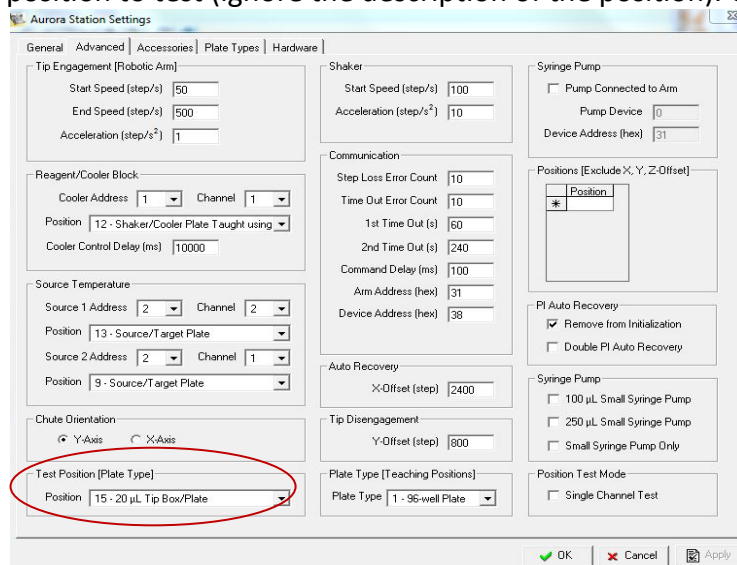 position to test (ignore the description of the position).
Aurora Station Settings
General Advanced Accessories Plate Types Hardware
Tip Engagement [Robotic Arm]
Start Speed (step/s) 50
End Speed (step/s) 500
Acceleration (step/s²) 1
Reagent/Cooler Block
Cooler Address 1 Channel 1
Position 12 - Shaker/Cooler Plate Taught using
Cooler Control Delay (ms) 10000
Source Temperature
Source 1 Address 2 Channel 2
Position 13 - Source/Target Plate
Source 2 Address 2 Channel 1
Position 9 - Source/Target Plate
Chute Orientation
Y-Axis X-Axis
Test Position [Plate Type]
Position 15 - 20 µL Tip Box/Plate
Shaker
Start Speed (step/s) 100
Acceleration (step/s²) 10
Communication
Step Loss Error Count 10
Time Out Error Count 10
1st Time Out (s) 60
2nd Time Out (s) 240
Command Delay (ms) 100
Arm Address (hex) 31
Device Address (hex) 38
Auto Recovery
X-Offset (step) 2400
Tip Disengagement
Y-Offset (step) 800
Plate Type [Teaching Positions]
Plate Type 1 - 96-well Plate
Syringe Pump
Pump Connected to Arm
Pump Device 0
Device Address (hex) 31
Positions [Exclude X, Y, Z-Offset]
Position
PI Auto Recovery
Remove from Initialization
Double PI Auto Recovery
Syringe Pump
100 µL Small Syringe Pump
250 µL Small Syringe Pump
Small Syringe Pump Only
Position Test Mode
Single Channel Test
OK Cancel Apply